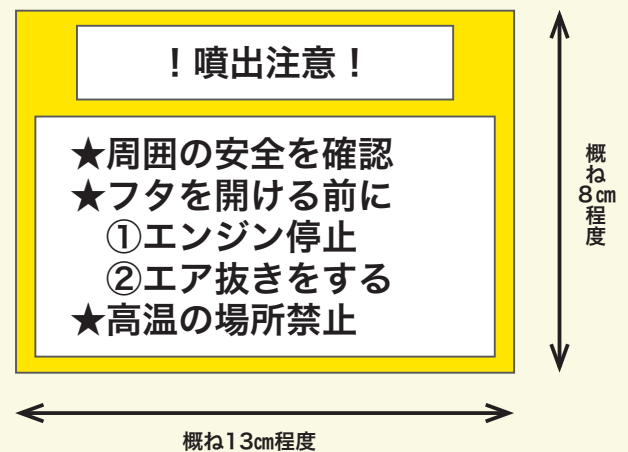 ！噴出注意！
★周囲の安全を確認
★フタを開ける前に
①エンジン停止
②エア抜きをする
★高温の場所禁止
概ね8㎝程度
概ね13㎝程度